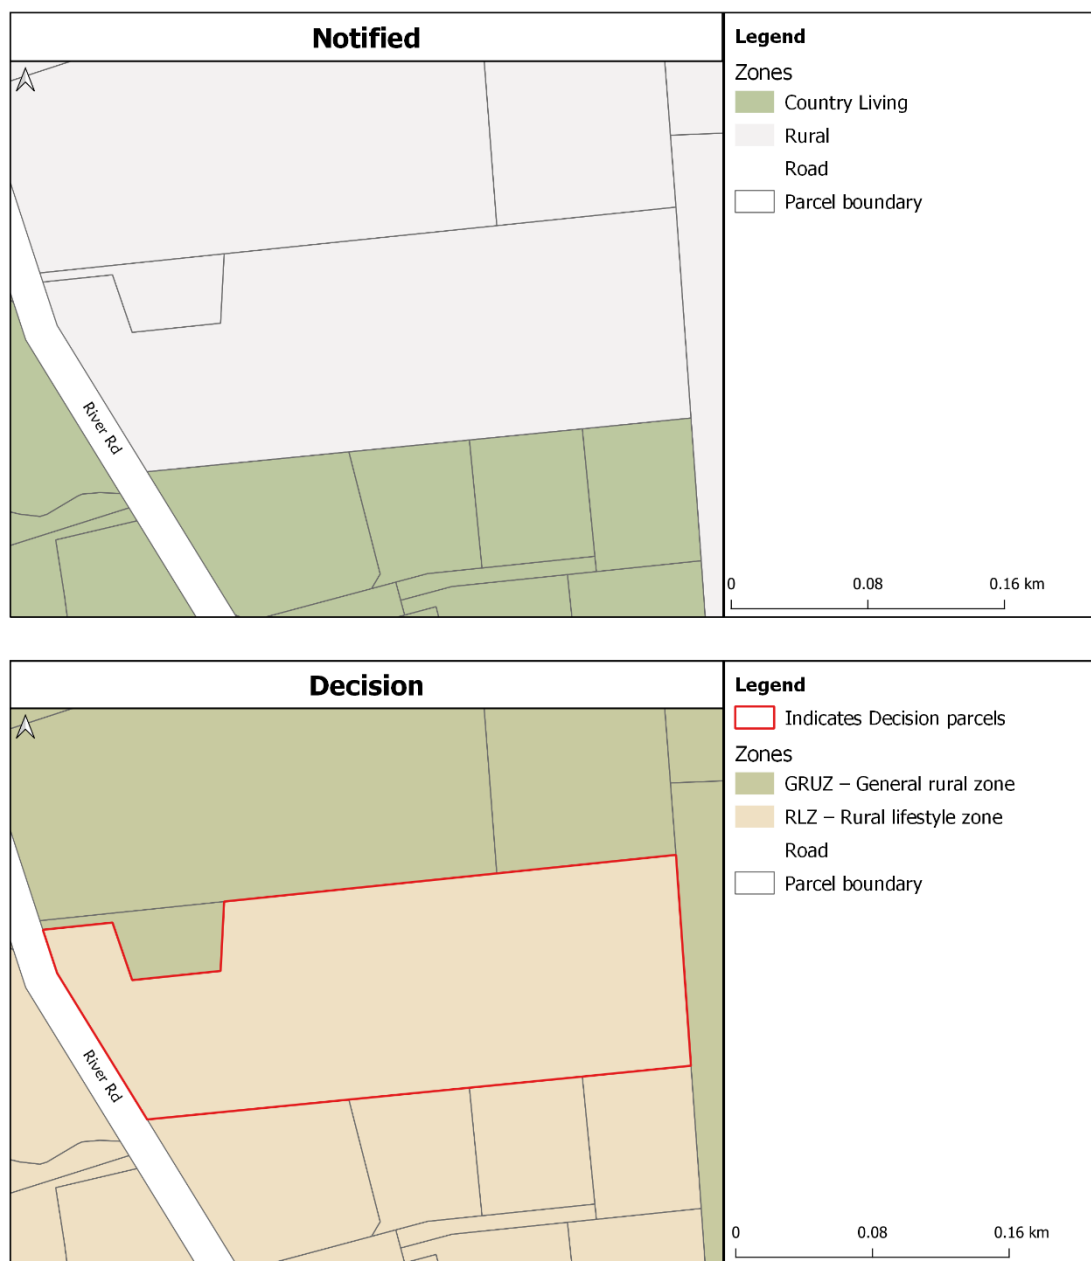 Notified
River Rd
Legend
Zones
Country Living
Rural
Road
Parcel boundary
0 0.08 0.16 km
Decision
River Rd
Legend
Indicates Decision parcels
Zones
GRUZ – General rural zone
RLZ – Rural lifestyle zone
Road
Parcel boundary
0 0.08 0.16 km